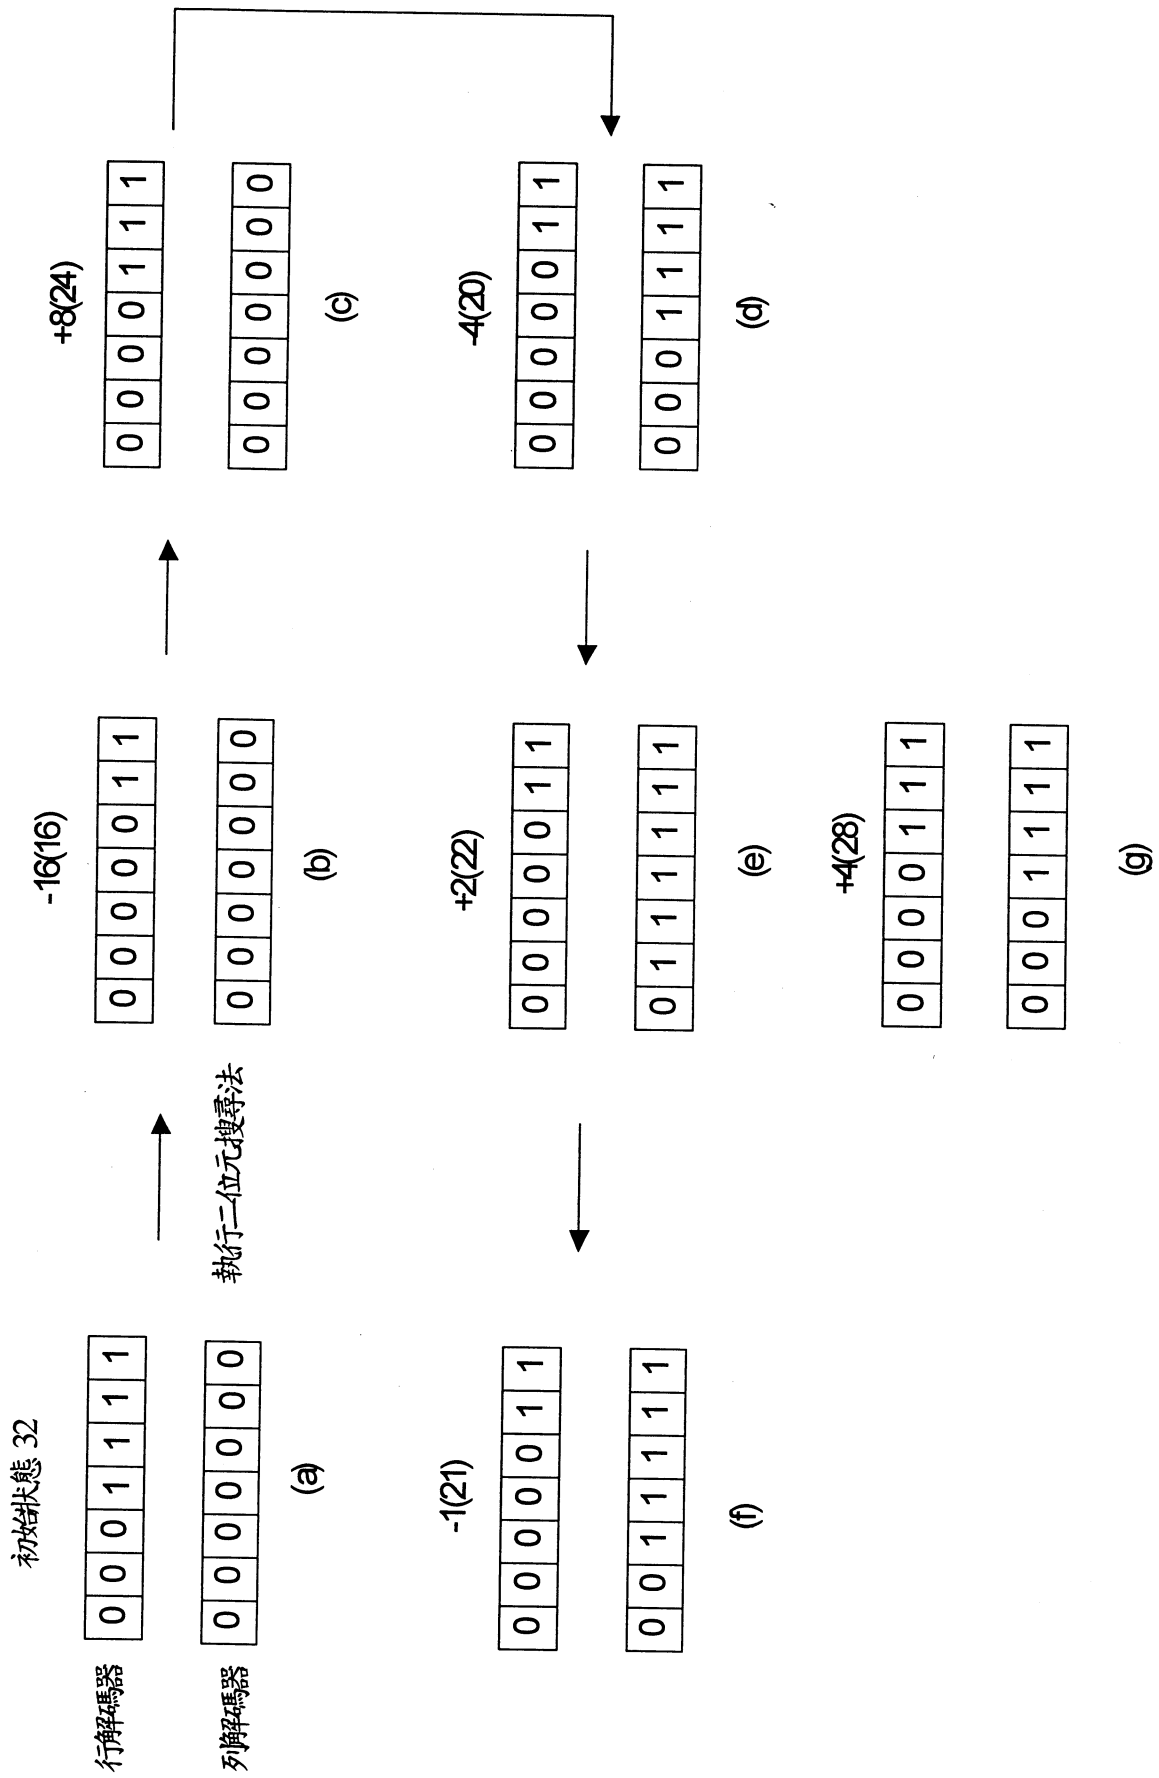 初始狀態 32
行解碼器
0 0 0 1 1 1 1
列解碼器
0 0 0 0 0 0 0
(a)
執行二位元搜尋法
-16(16)
0 0 0 0 0 1 1
0 0 0 0 0 0 0
(b)
+8(24)
0 0 0 0 1 1 1
0 0 0 0 0 0 0
(c)
-4(20)
0 0 0 0 0 1 1
0 0 0 1 1 1 1
(d)
+2(22)
0 0 0 0 0 1 1
0 1 1 1 1 1 1
(e)
-1(21)
0 0 0 0 0 1 1
0 0 1 1 1 1 1
(f)
+4(28)
0 0 0 0 1 1 1
0 0 0 1 1 1 1
(g)